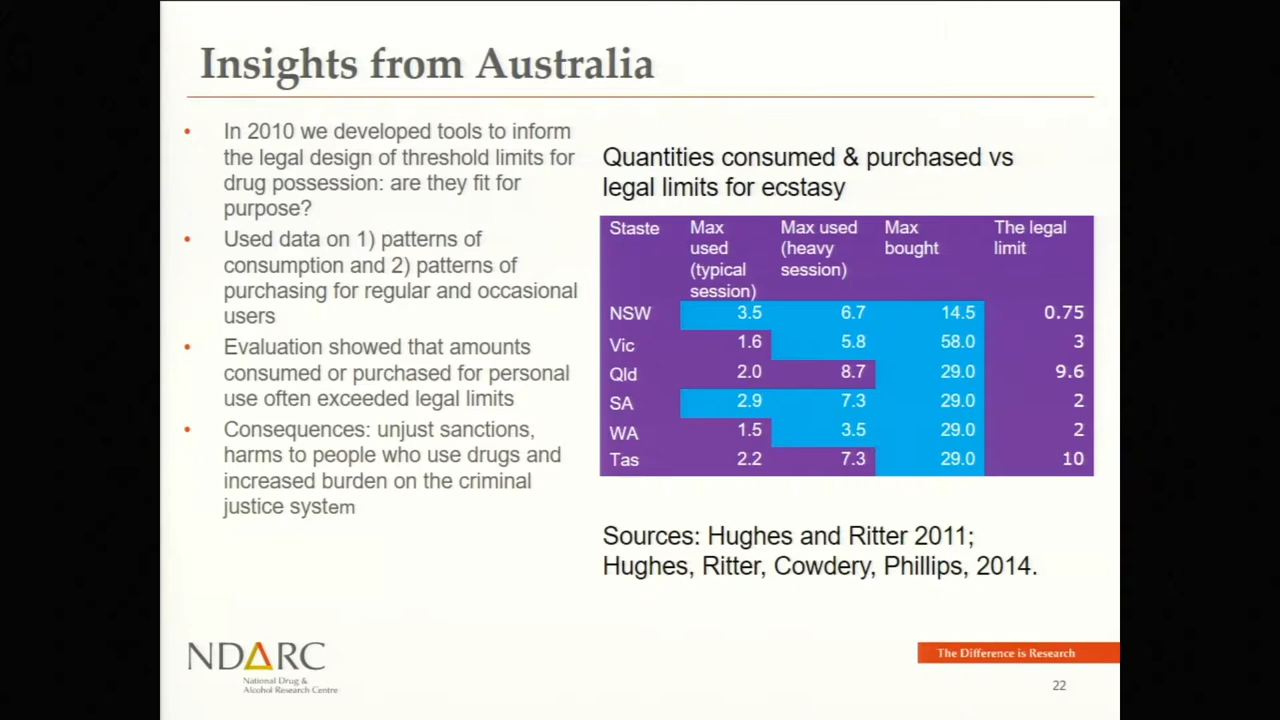 Insights from Australia
• In 2010 we developed tools to inform
the legal design of threshold limits for
drug possession: are they fit for
purpose?
• Used data on 1) patterns of
consumption and 2) patterns of
purchasing for regular and occasional
users
• Evaluation showed that amounts
consumed or purchased for personal
use often exceeded legal limits
• Consequences: unjust sanctions,
harms to people who use drugs and
increased burden on the criminal
justice system
Quantities consumed & purchased vs
legal limits for ecstasy
Staste Max used (typical session) Max used (heavy session) Max bought The legal limit
NSW 3.5 6.7 14.5 0.75
Vic 1.6 5.8 58.0 3
Qld 2.0 8.7 29.0 9.6
SA 2.9 7.3 29.0 2
WA 1.5 3.5 29.0 2
Tas 2.2 7.3 29.0 10
Sources: Hughes and Ritter 2011;
Hughes, Ritter, Cowdery, Phillips, 2014.
NDARC
National Drug &
Alcohol Research Centre
The Difference is Research
22